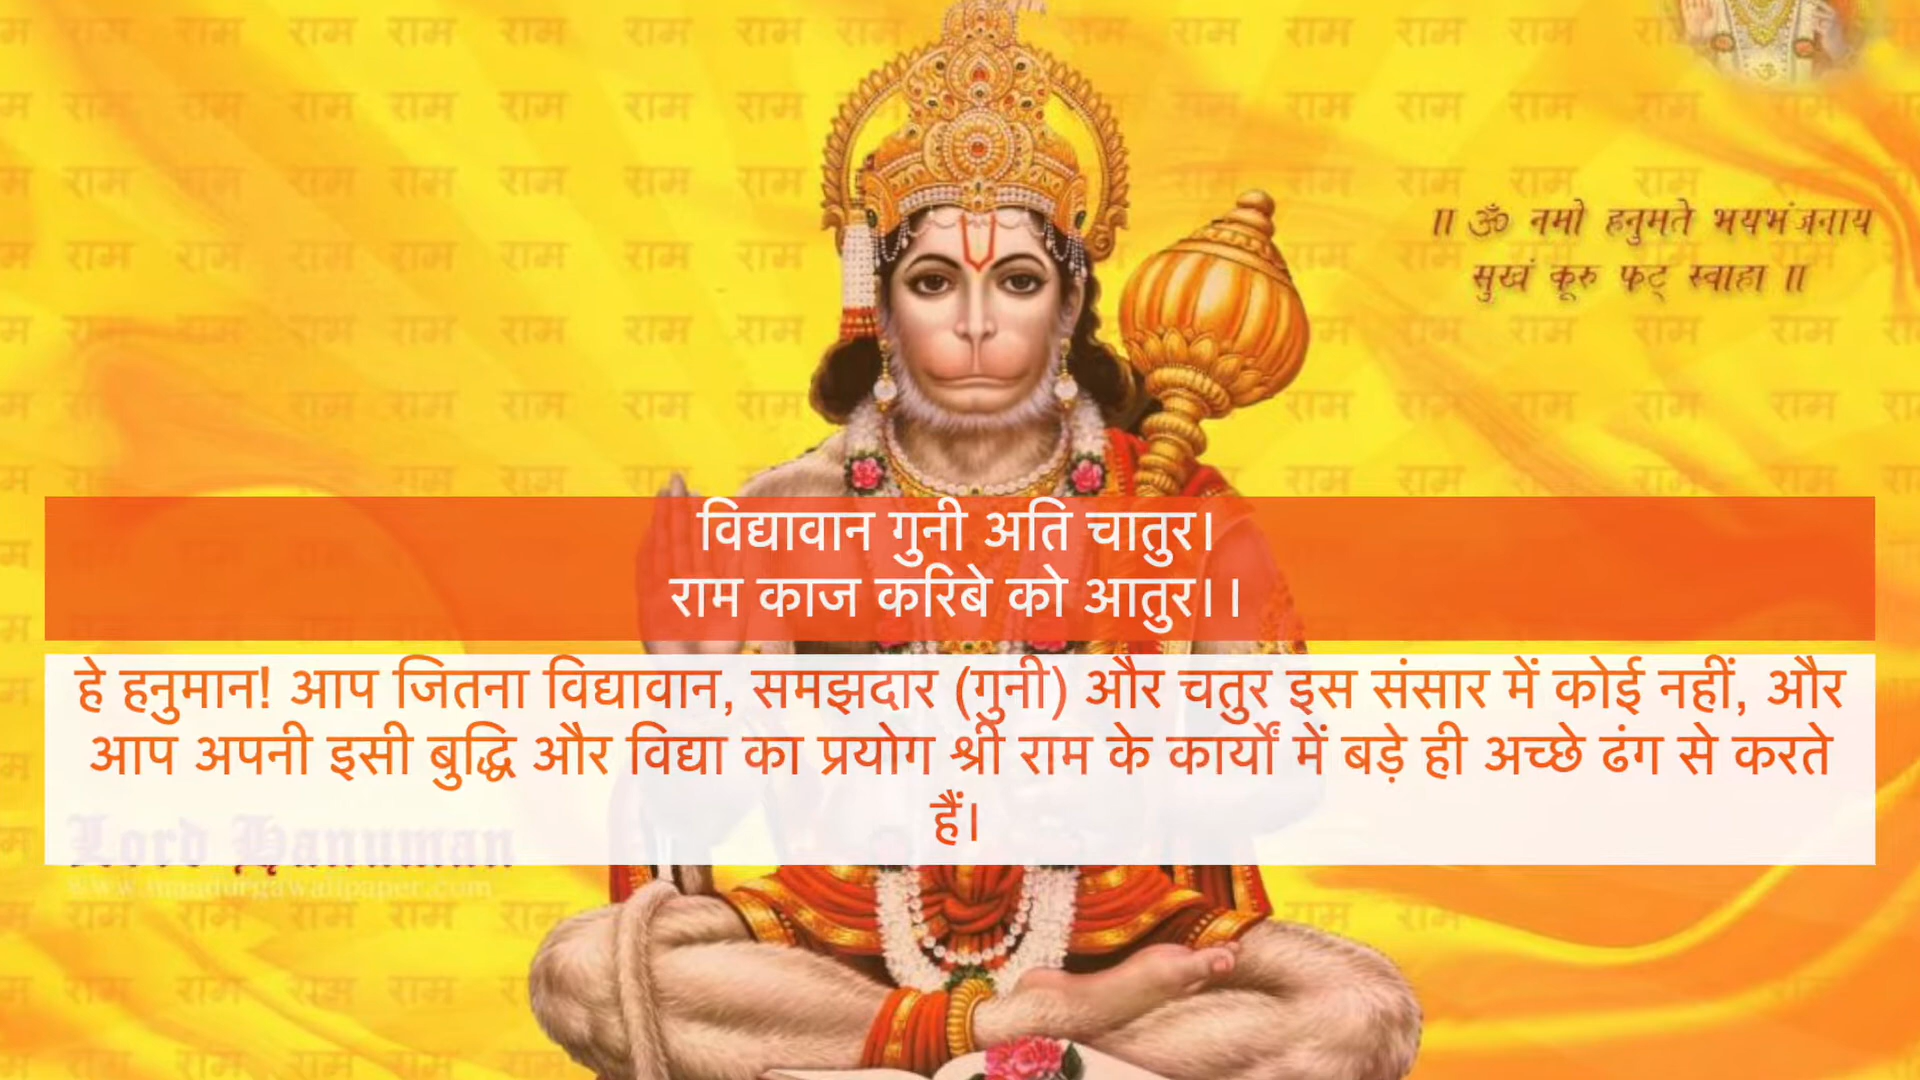 ॥ ॐ नमो हनुमते भयभंजनाय
सुखं कूरु फट् स्वाहा ॥
विद्यावान गुनी अति चातुर।
राम काज करिबे को आतुर।।
हे हनुमान! आप जितना विद्यावान, समझदार (गुनी) और चतुर इस संसार में कोई नहीं, और
आप अपनी इसी बुद्धि और विद्या का प्रयोग श्री राम के कार्यों में बड़े ही अच्छे ढंग से करते
हैं।
Lord Hanuman